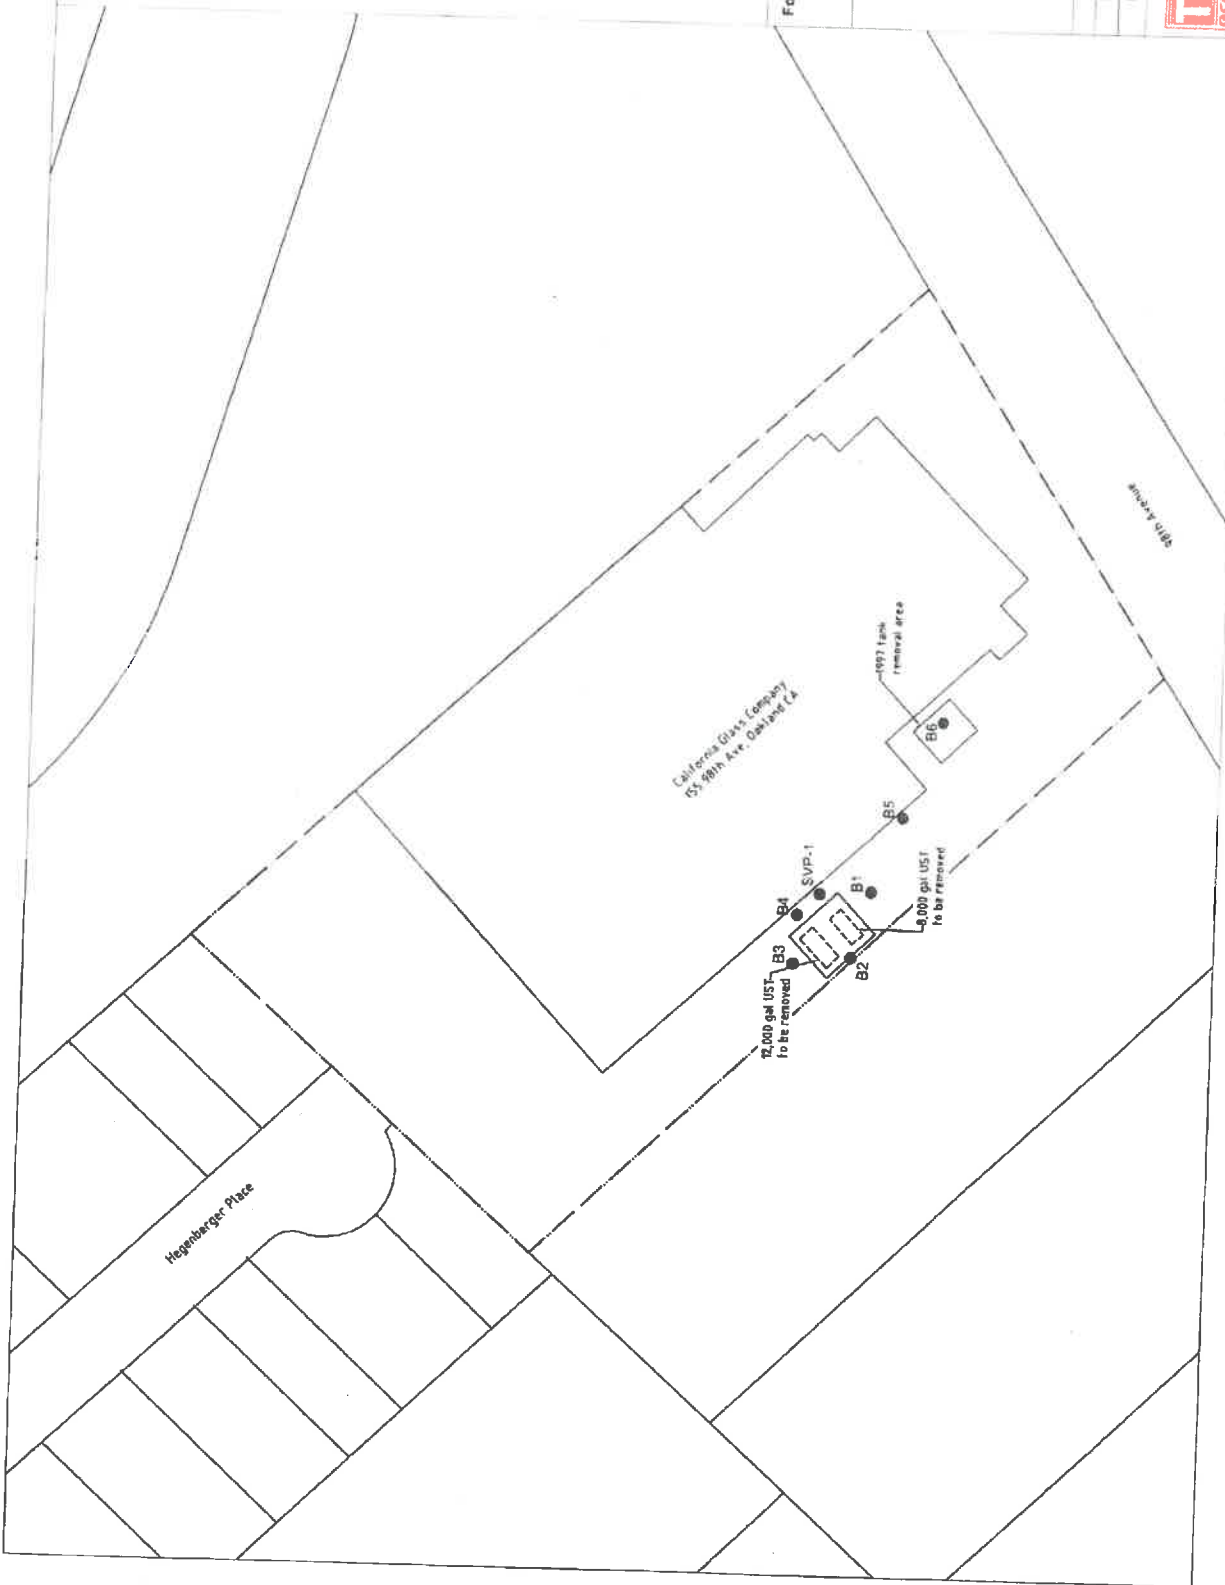 Hegenberger Place
California Glass Company
155 98th Ave, Oakland CA
1997 tank
removal area
98th Avenue
B6
B5
SVP-1
B4
B1
B3
B2
12,000 gal UST
to be removed
8,000 gal UST
to be removed